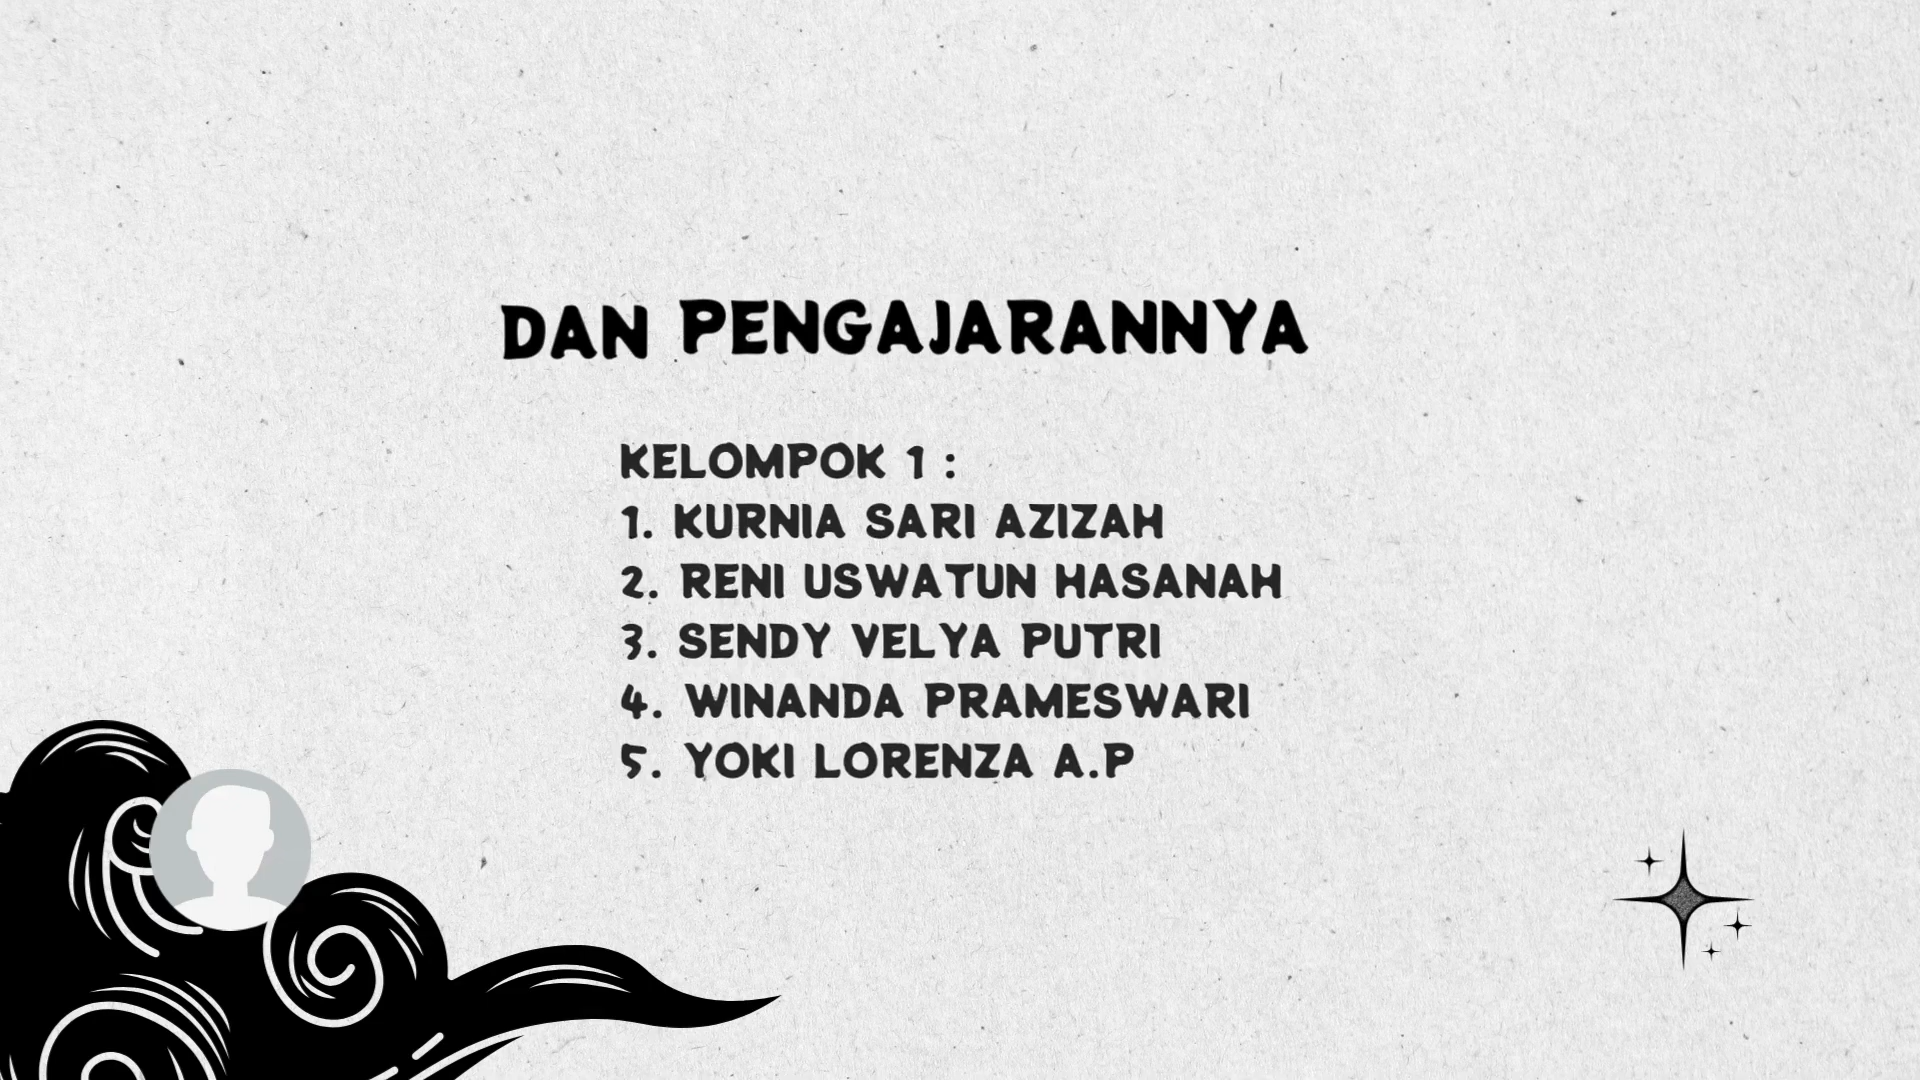 DAN PENGAJARANNYA
KELOMPOK 1 :
1. KURNIA SARI AZIZAH
2. RENI USWATUN HASANAH
3. SENDY VELYA PUTRI
4. WINANDA PRAMESWARI
5. YOKI LORENZA A.P